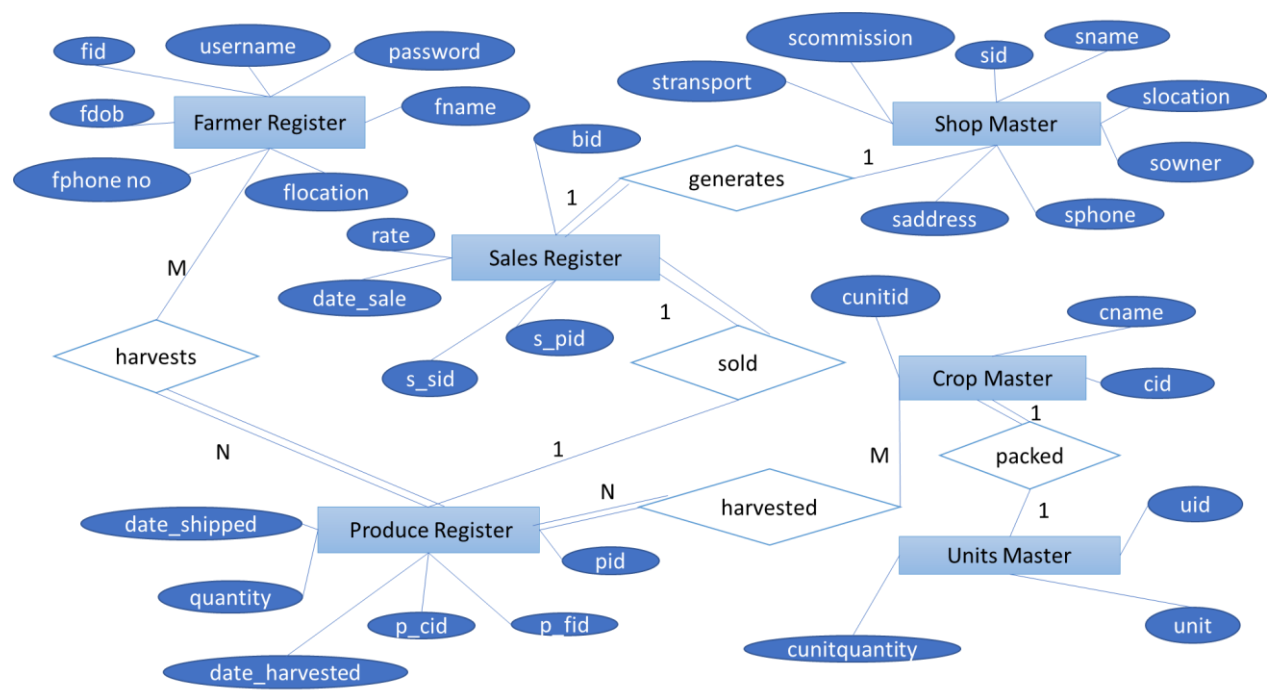 fid
username
password
fdob
Farmer Register
fname
fphone no
flocation
scommission
sname
sid
stransport
slocation
Shop Master
sowner
saddress
sphone
bid
1
generates
1
rate
Sales Register
date_sale
s_pid
s_sid
M
harvests
N
1
sold
1
cunitid
cname
Crop Master
cid
1
packed
1
M
N
harvested
date_shipped
Produce Register
pid
quantity
p_cid
p_fid
date_harvested
uid
Units Master
unit
cunitquantity